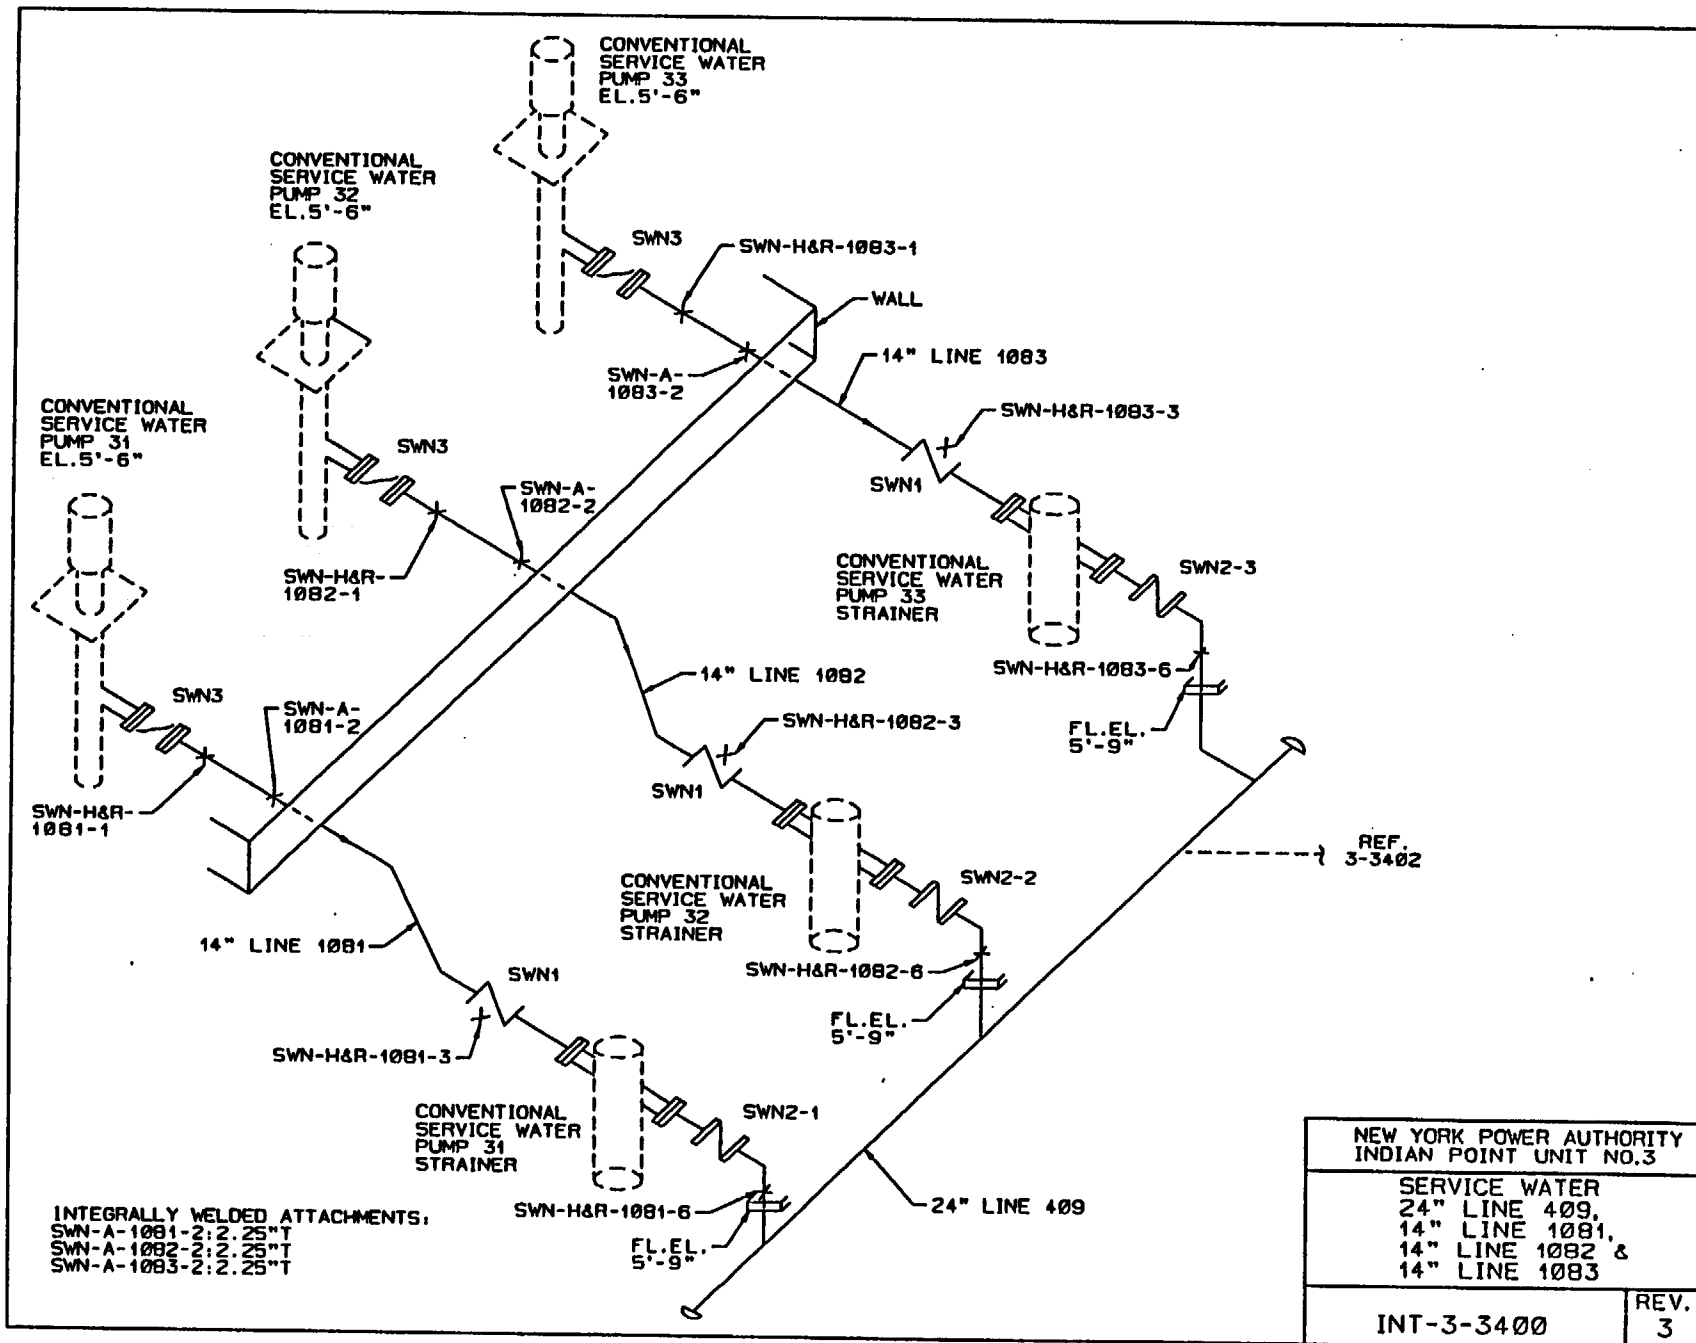 CONVENTIONAL
SERVICE WATER
PUMP 33
EL.5'-6"
CONVENTIONAL
SERVICE WATER
PUMP 32
EL.5'-6"
SWN3
SWN-H&R-1083-1
WALL
14" LINE 1083
SWN-A-
1083-2
CONVENTIONAL
SERVICE WATER
PUMP 31
EL.5'-6"
SWN3
SWN-H&R-1083-3
SWN1
SWN-A-
1082-2
SWN-H&R-
1082-1
CONVENTIONAL
SERVICE WATER
PUMP 33
STRAINER
SWN2-3
SWN-H&R-1083-6
14" LINE 1082
SWN3
SWN-A-
1081-2
SWN-H&R-1082-3
FL.EL.
5'-9"
SWN1
SWN-H&R-
1081-1
REF.
3-3402
CONVENTIONAL
SERVICE WATER
PUMP 32
STRAINER
SWN2-2
14" LINE 1081
SWN1
SWN-H&R-1082-6
FL.EL.
5'-9"
SWN-H&R-1081-3
CONVENTIONAL
SERVICE WATER
PUMP 31
STRAINER
SWN2-1
SWN-H&R-1081-6
24" LINE 409
FL.EL.
5'-9"
INTEGRALLY WELDED ATTACHMENTS:
SWN-A-1081-2:2.25"T
SWN-A-1082-2:2.25"T
SWN-A-1083-2:2.25"T
NEW YORK POWER AUTHORITY
INDIAN POINT UNIT NO.3
SERVICE WATER
24" LINE 409,
14" LINE 1081,
14" LINE 1082 &
14" LINE 1083
INT-3-3400
REV.
3